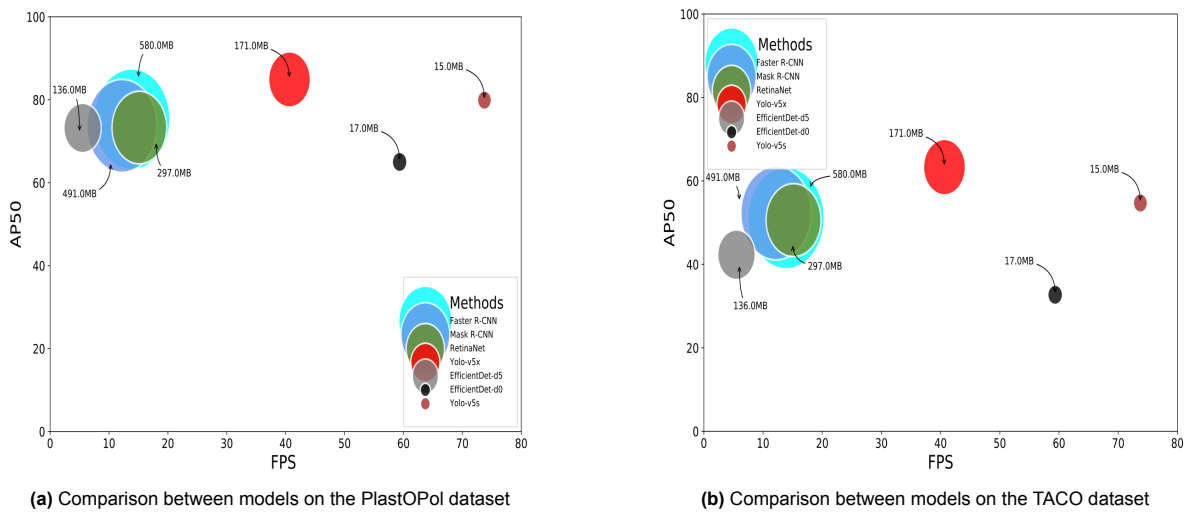 100
80
60
40
20
0
AP50
0
10
20
30
40
50
60
70
80
FPS
580.0MB
136.0MB
491.0MB
297.0MB
171.0MB
15.0MB
17.0MB
Methods
Faster R-CNN
Mask R-CNN
RetinaNet
Yolo-v5x
EfficientDet-d5
EfficientDet-d0
Yolo-v5s
(a) Comparison between models on the PlastOPol dataset
100
80
60
40
20
0
AP50
0
10
20
30
40
50
60
70
80
FPS
Methods
Faster R-CNN
Mask R-CNN
RetinaNet
Yolo-v5x
EfficientDet-d5
EfficientDet-d0
Yolo-v5s
491.0MB
580.0MB
297.0MB
136.0MB
171.0MB
15.0MB
17.0MB
(b) Comparison between models on the TACO dataset